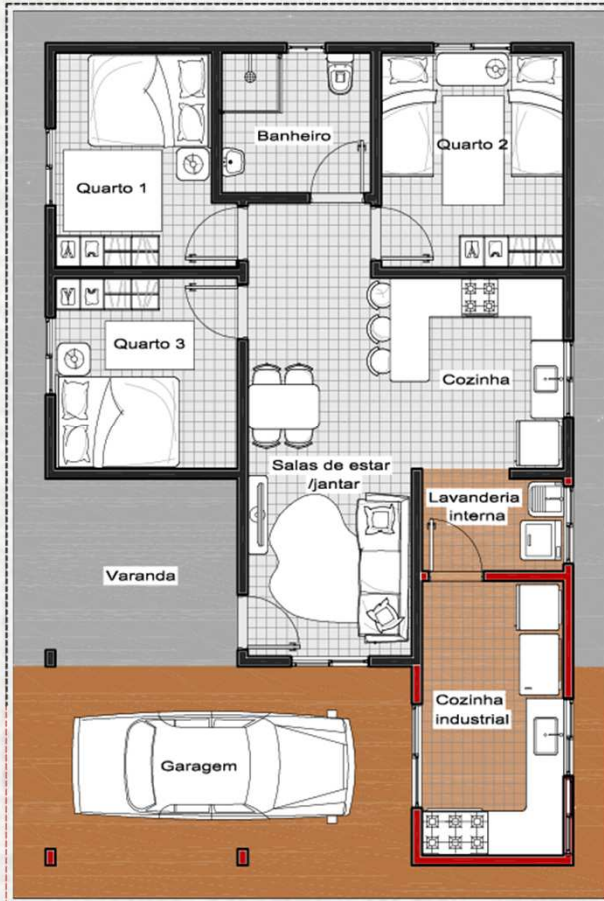 Banheiro
Quarto 2
Quarto 1
Quarto 3
Cozinha
Salas de estar
/jantar
Lavanderia
interna
Varanda
Cozinha
industrial
Garagem